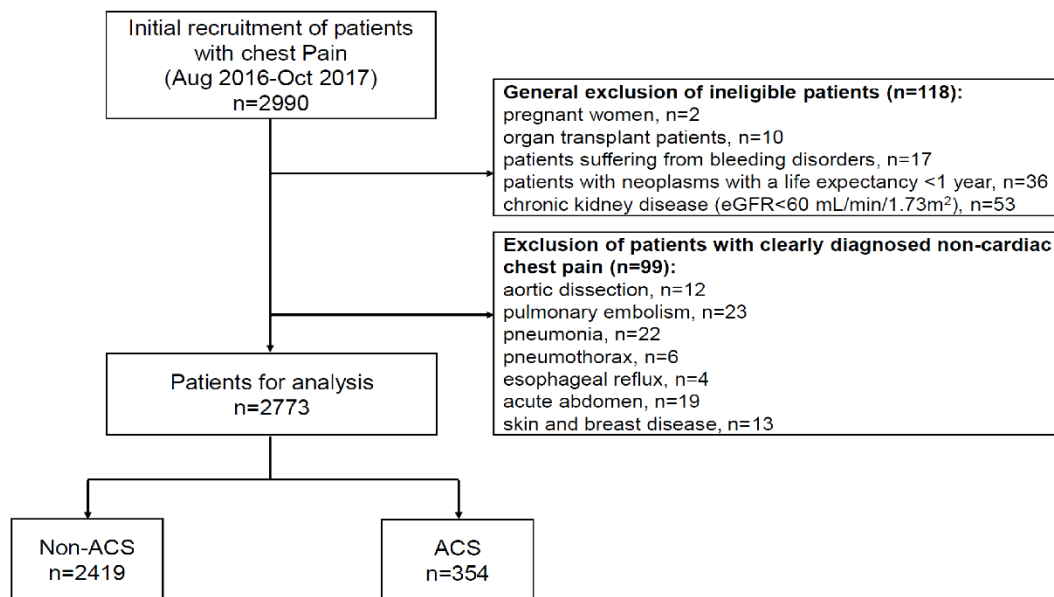 Initial recruitment of patients
with chest Pain
(Aug 2016-Oct 2017)
n=2990
General exclusion of ineligible patients (n=118):
pregnant women, n=2
organ transplant patients, n=10
patients suffering from bleeding disorders, n=17
patients with neoplasms with a life expectancy <1 year, n=36
chronic kidney disease (eGFR<60 mL/min/1.73m²), n=53
Exclusion of patients with clearly diagnosed non-cardiac
chest pain (n=99):
aortic dissection, n=12
pulmonary embolism, n=23
pneumonia, n=22
pneumothorax, n=6
esophageal reflux, n=4
acute abdomen, n=19
skin and breast disease, n=13
Patients for analysis
n=2773
Non-ACS
n=2419
ACS
n=354